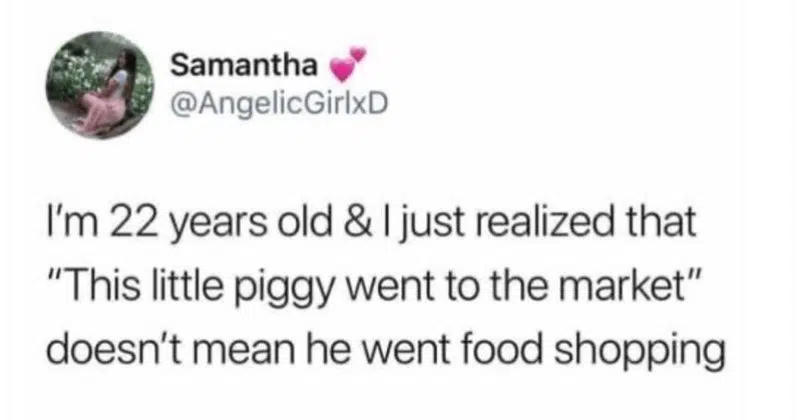 Samantha 💕
@AngelicGirlxD
I'm 22 years old & I just realized that
"This little piggy went to the market"
doesn't mean he went food shopping